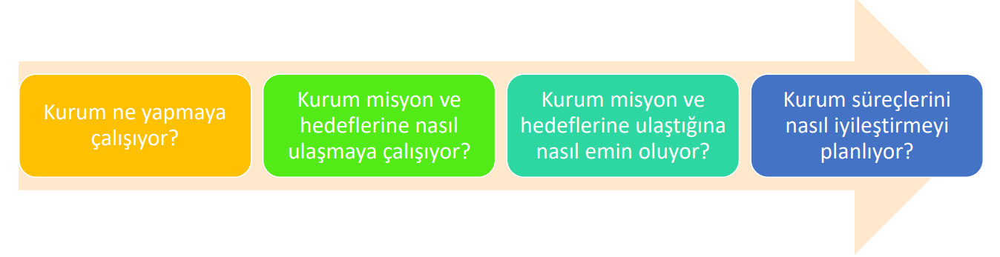 Kurum ne yapmaya
çalışıyor?
Kurum misyon ve
hedeflerine nasıl
ulaşmaya çalışıyor?
Kurum misyon ve
hedeflerine ulaştığına
nasıl emin oluyor?
Kurum süreçlerini
nasıl iyileştirmeyi
planlıyor?